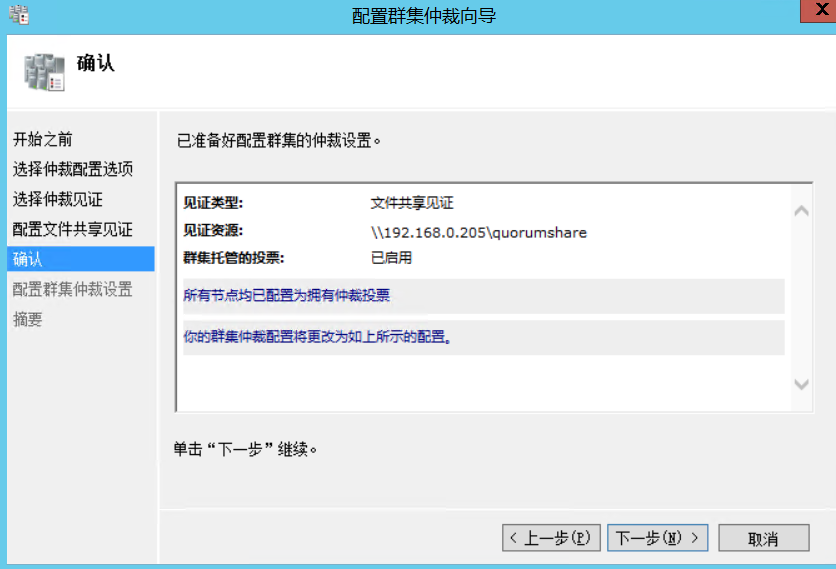 配置群集仲裁向导
确认
开始之前
选择仲裁配置选项
选择仲裁见证
配置文件共享见证
确认
配置群集仲裁设置
摘要
已准备好配置群集的仲裁设置。
见证类型: 文件共享见证
见证资源: \\192.168.0.205\quorumshare
群集托管的投票: 已启用
所有节点均已配置为拥有仲裁投票
你的群集仲裁配置将更改为如上所示的配置。
单击“下一步”继续。
< 上一步(P) 下一步(N) > 取消